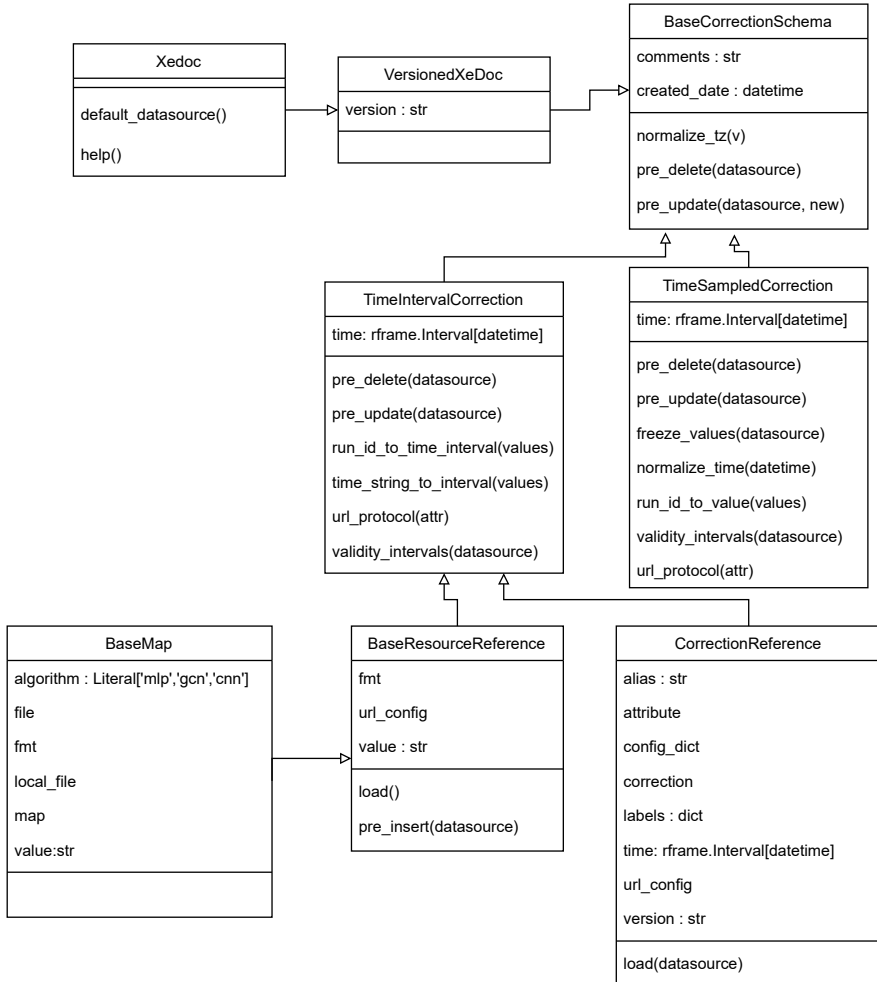 Xedoc
default_datasource()
help()
VersionedXeDoc
version : str
BaseCorrectionSchema
comments : str
created_date : datetime
normalize_tz(v)
pre_delete(datasource)
pre_update(datasource, new)
TimeIntervalCorrection
time: rframe.Interval[datetime]
pre_delete(datasource)
pre_update(datasource)
run_id_to_time_interval(values)
time_string_to_interval(values)
url_protocol(attr)
validity_intervals(datasource)
TimeSampledCorrection
time: rframe.Interval[datetime]
pre_delete(datasource)
pre_update(datasource)
freeze_values(datasource)
normalize_time(datetime)
run_id_to_value(values)
validity_intervals(datasource)
url_protocol(attr)
BaseMap
algorithm : Literal['mlp','gcn','cnn']
file
fmt
local_file
map
value:str
BaseResourceReference
fmt
url_config
value : str
load()
pre_insert(datasource)
CorrectionReference
alias : str
attribute
config_dict
correction
labels : dict
time: rframe.Interval[datetime]
url_config
version : str
load(datasource)